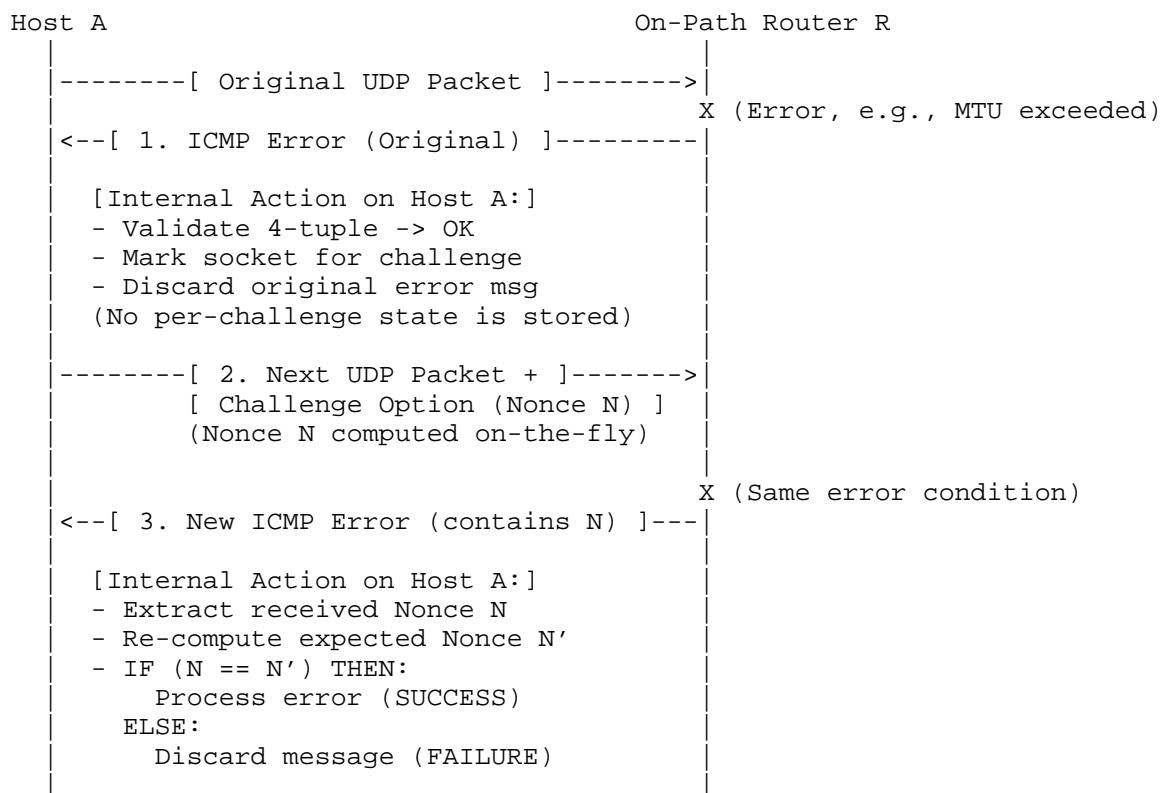 Host A On-Path Router R
|--------[ Original UDP Packet ]-------->|
X (Error, e.g., MTU exceeded)
|<--[ 1. ICMP Error (Original) ]---------|
[Internal Action on Host A:]
- Validate 4-tuple -> OK
- Mark socket for challenge
- Discard original error msg
(No per-challenge state is stored)
|--------[ 2. Next UDP Packet + ]------->|
[ Challenge Option (Nonce N) ]
(Nonce N computed on-the-fly)
X (Same error condition)
|<--[ 3. New ICMP Error (contains N) ]---|
[Internal Action on Host A:]
- Extract received Nonce N
- Re-compute expected Nonce N’
- IF (N == N’) THEN:
Process error (SUCCESS)
ELSE:
Discard message (FAILURE)